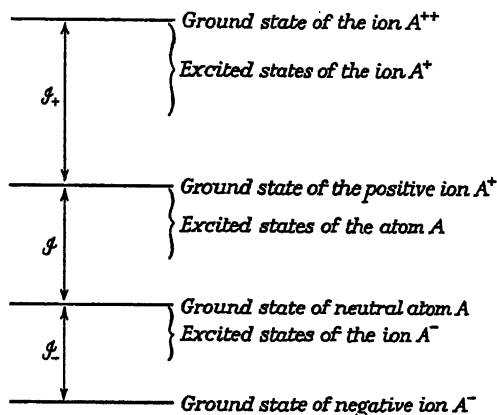 Ground state of the ion A⁺⁺
Excited states of the ion A⁺
𝒥₊
Ground state of the positive ion A⁺
Excited states of the atom A
𝒥
Ground state of neutral atom A
Excited states of the ion A⁻
𝒥₋
Ground state of negative ion A⁻